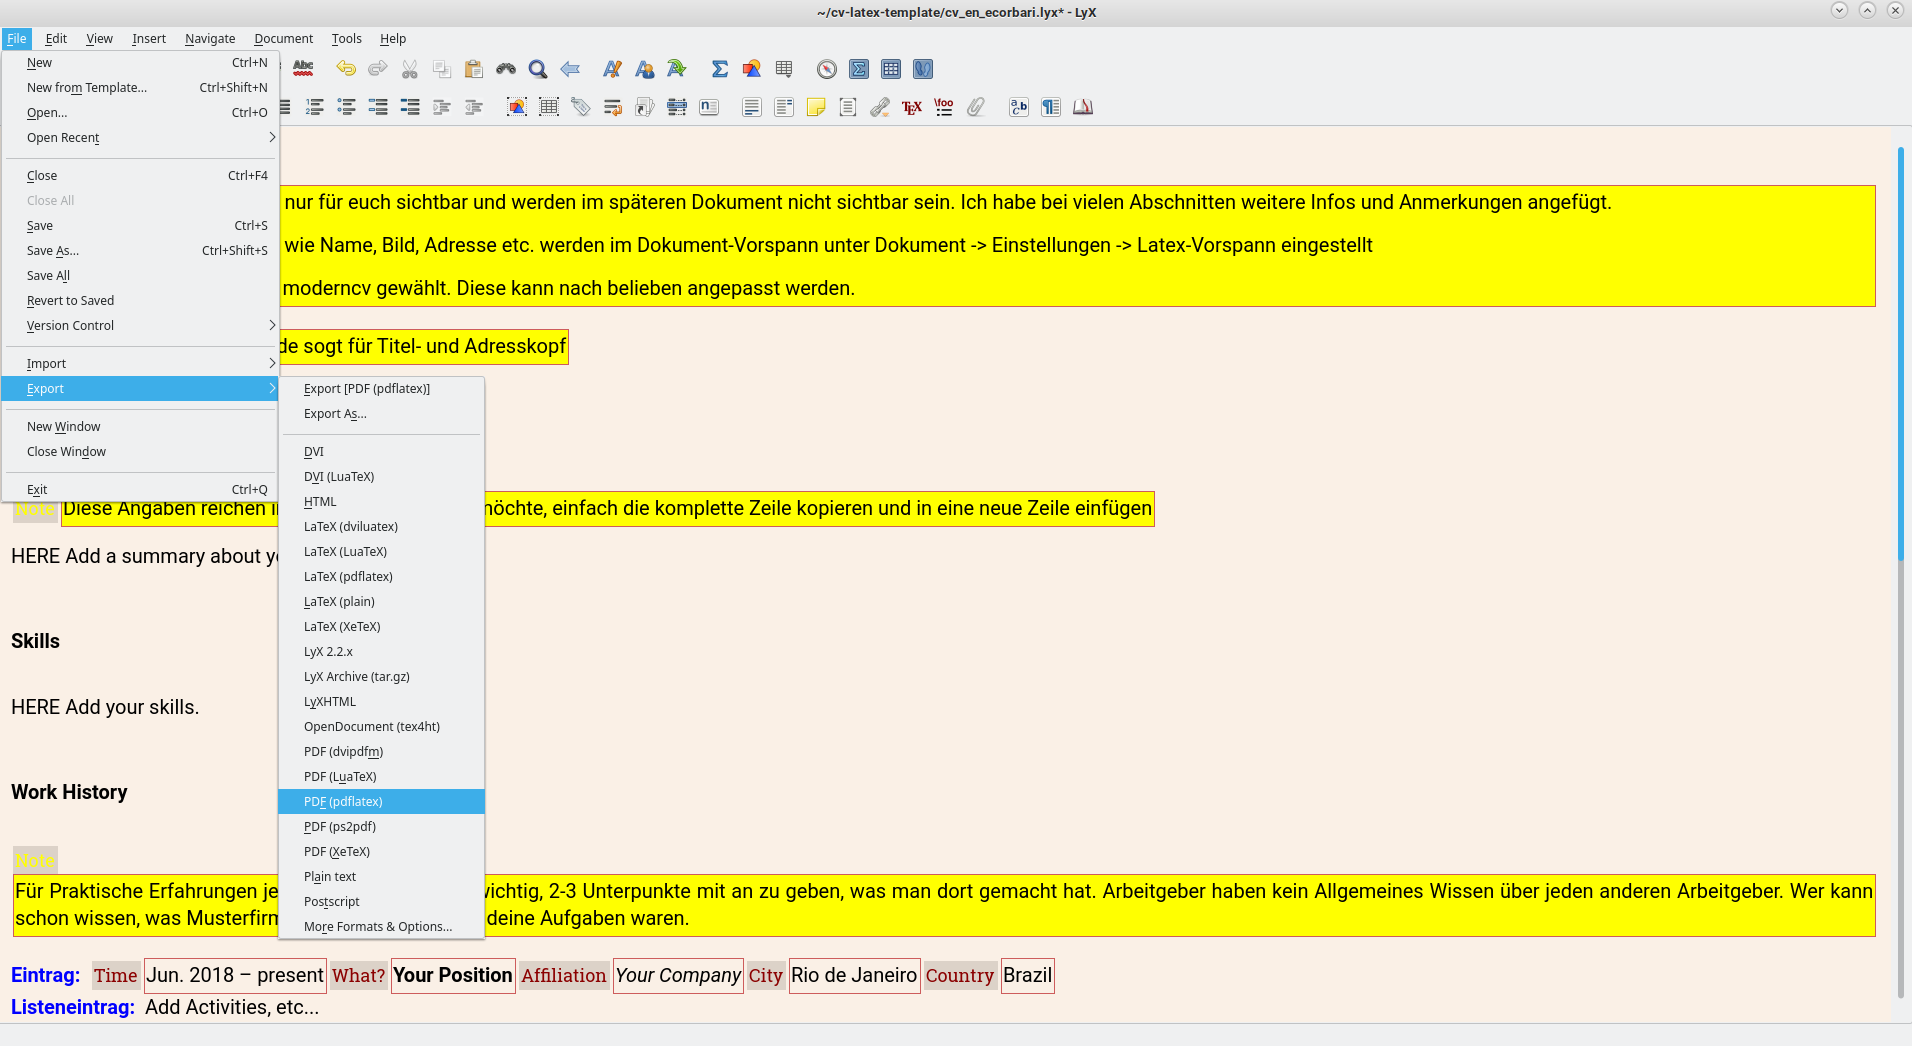 ~/cv-latex-template/cv_en_ecorbari.lyx* - LyX
File Edit View Insert Navigate Document Tools Help
New Ctrl+N
New from Template... Ctrl+Shift+N
Open... Ctrl+O
Open Recent
Close Ctrl+F4
Close All
Save Ctrl+S
Save As... Ctrl+Shift+S
Save All
Revert to Saved
Version Control
Import
Export
New Window
Close Window
Exit Ctrl+Q
Export [PDF (pdflatex)]
Export As...
DVI
DVI (LuaTeX)
HTML
LaTeX (dviluatex)
LaTeX (LuaTeX)
LaTeX (pdflatex)
LaTeX (plain)
LaTeX (XeTeX)
LyX 2.2.x
LyX Archive (tar.gz)
LyXHTML
OpenDocument (tex4ht)
PDF (dvipdfm)
PDF (LuaTeX)
PDF (pdflatex)
PDF (ps2pdf)
PDF (XeTeX)
Plain text
Postscript
More Formats & Options...
Abc
TEX \foo
nur für euch sichtbar und werden im späteren Dokument nicht sichtbar sein. Ich habe bei vielen Abschnitten weitere Infos und Anmerkungen angefügt.
wie Name, Bild, Adresse etc. werden im Dokument-Vorspann unter Dokument -> Einstellungen -> Latex-Vorspann eingestellt
moderncv gewählt. Diese kann nach belieben angepasst werden.
de sogt für Titel- und Adresskopf
Note Diese Angaben reichen möchte, einfach die komplette Zeile kopieren und in eine neue Zeile einfügen
HERE Add a summary about
Skills
HERE Add your skills.
Work History
Note
Für Praktische Erfahrungen je wichtig, 2-3 Unterpunkte mit an zu geben, was man dort gemacht hat. Arbeitgeber haben kein Allgemeines Wissen über jeden anderen Arbeitgeber. Wer kann
schon wissen, was Musterfirm deine Aufgaben waren.
Eintrag: Time Jun. 2018 – present What? Your Position Affiliation Your Company City Rio de Janeiro Country Brazil
Listeneintrag: Add Activities, etc...